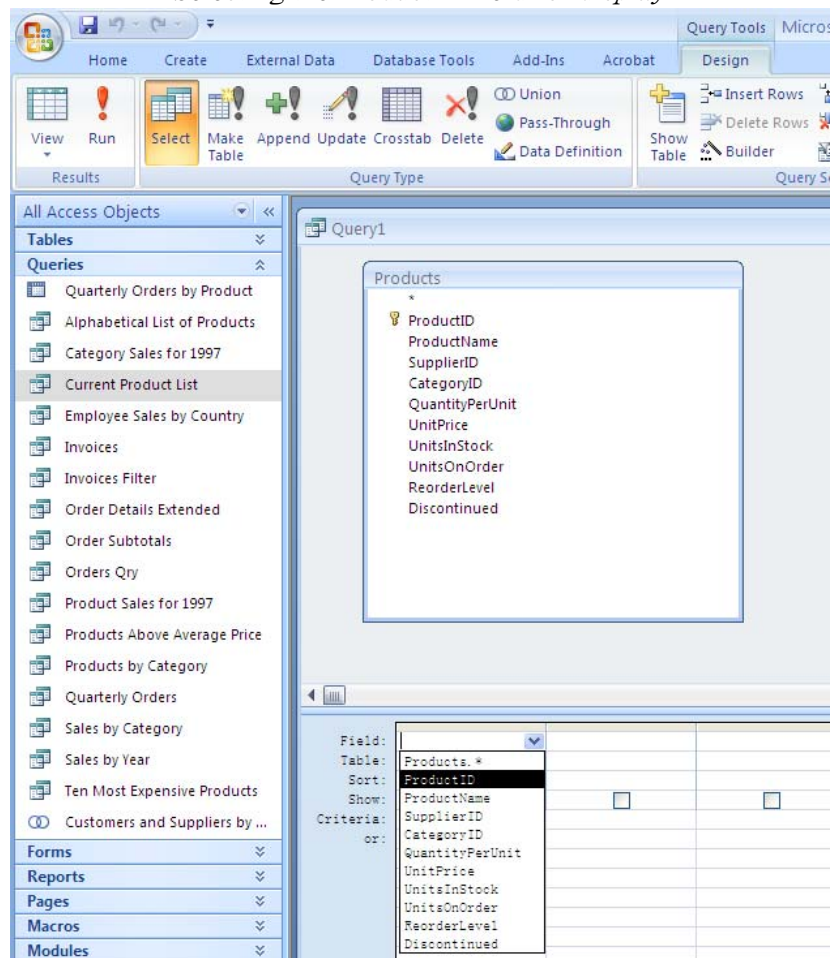 Query Tools Micros
Home Create External Data Database Tools Add-Ins Acrobat Design
View Run Select Make Table Append Update Crosstab Delete
Union
Pass-Through
Data Definition
Show Table
Insert Rows
Delete Rows
Builder
Results Query Type Query S
All Access Objects
Tables
Queries
Quarterly Orders by Product
Alphabetical List of Products
Category Sales for 1997
Current Product List
Employee Sales by Country
Invoices
Invoices Filter
Order Details Extended
Order Subtotals
Orders Qry
Product Sales for 1997
Products Above Average Price
Products by Category
Quarterly Orders
Sales by Category
Sales by Year
Ten Most Expensive Products
Customers and Suppliers by ...
Forms
Reports
Pages
Macros
Modules
Query1
Products
*
ProductID
ProductName
SupplierID
CategoryID
QuantityPerUnit
UnitPrice
UnitsInStock
UnitsOnOrder
ReorderLevel
Discontinued
Field:
Table:
Sort:
Show:
Criteria:
or:
Products.*
ProductID
ProductName
SupplierID
CategoryID
QuantityPerUnit
UnitPrice
UnitsInStock
UnitsOnOrder
ReorderLevel
Discontinued